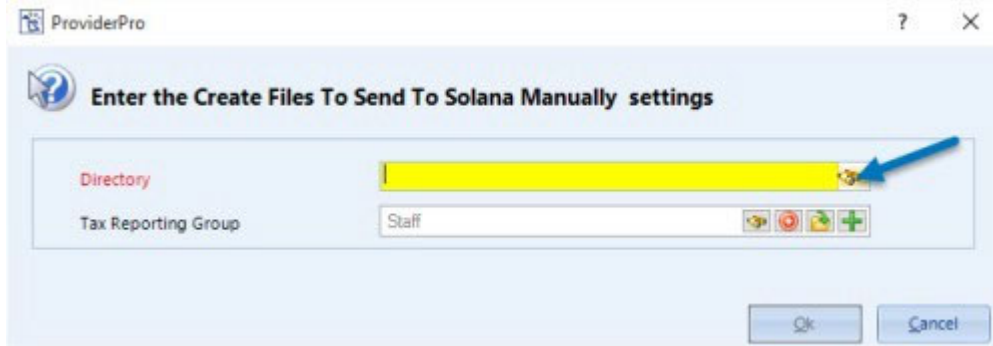 ProviderPro
Enter the Create Files To Send To Solana Manually settings
Directory
Tax Reporting Group Staff
Ok Cancel